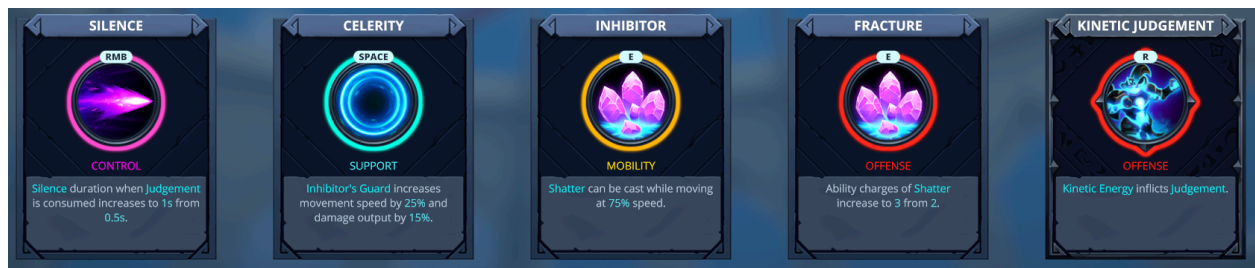 SILENCE
RMB
CONTROL
Silence duration when Judgement
is consumed increases to 1s from
0.5s.
CELERITY
SPACE
SUPPORT
Inhibitor's Guard increases
movement speed by 25% and
damage output by 15%.
INHIBITOR
E
MOBILITY
Shatter can be cast while moving
at 75% speed.
FRACTURE
E
OFFENSE
Ability charges of Shatter
increase to 3 from 2.
KINETIC JUDGEMENT
R
OFFENSE
Kinetic Energy inflicts Judgement.